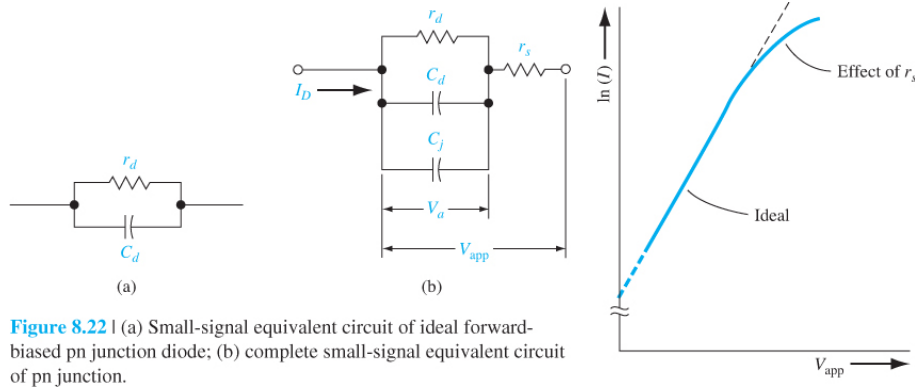 r_d
C_d
(a)
r_d
r_s
C_d
I_D
C_j
V_a
V_app
(b)
Figure 8.22 | (a) Small-signal equivalent circuit of ideal forward-
biased pn junction diode; (b) complete small-signal equivalent circuit
of pn junction.
ln (I)
Effect of r_s
Ideal
V_app